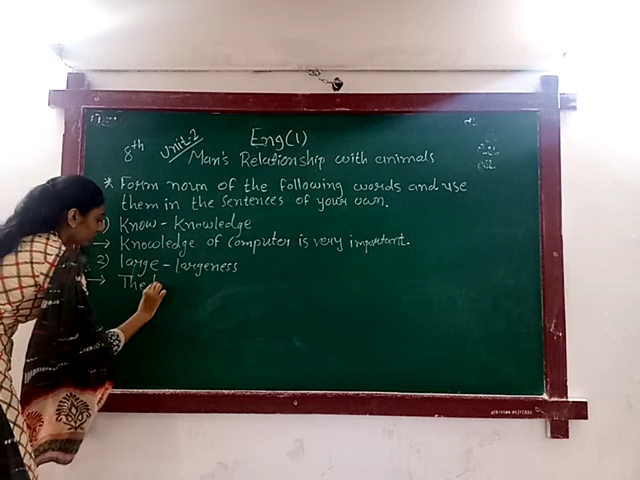 8th Unit-2 Eng(1)
Man's Relationship with animals
* Form noun of the following words and use
them in the sentences of your own.
1) Know - Knowledge
→ Knowledge of Computer is very important.
2) large - largeness
→ The